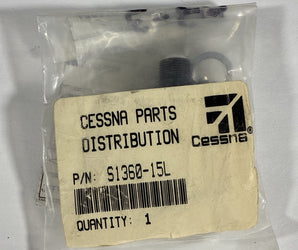 CESSNA PARTS
DISTRIBUTION
Cessna
P/N: S1360-15L
QUANTITY: 1